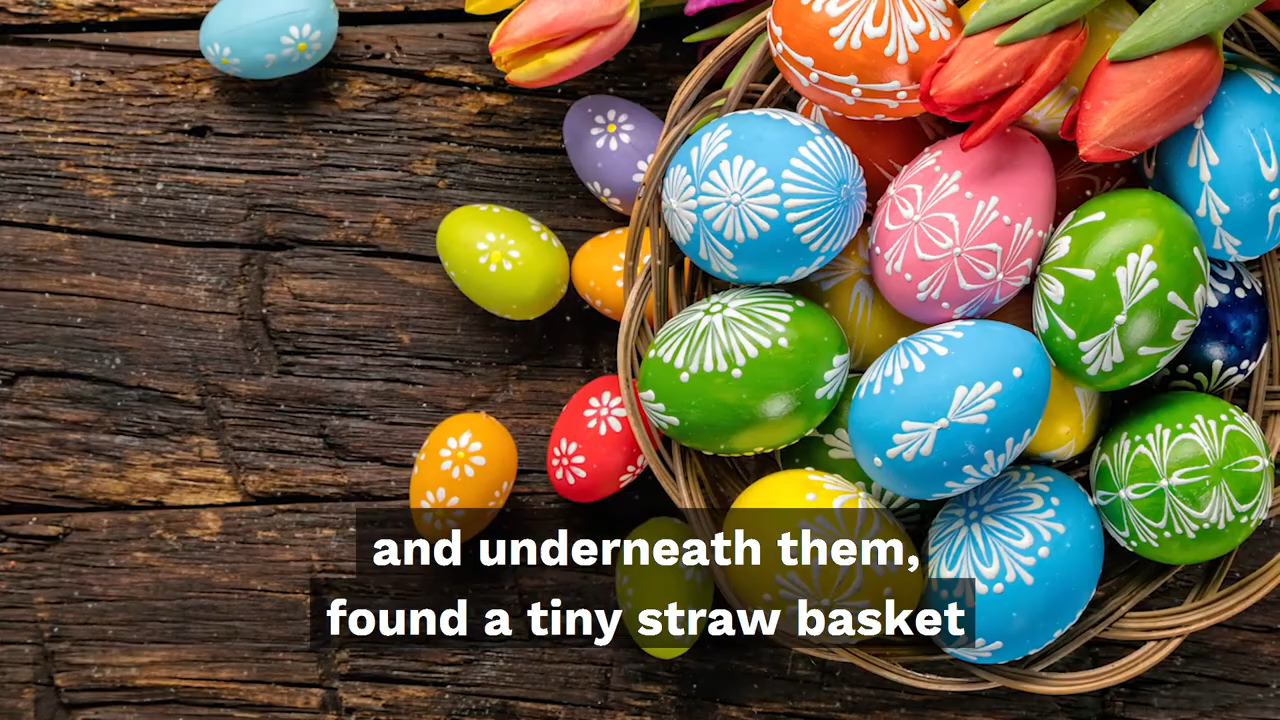 and underneath them,
found a tiny straw basket